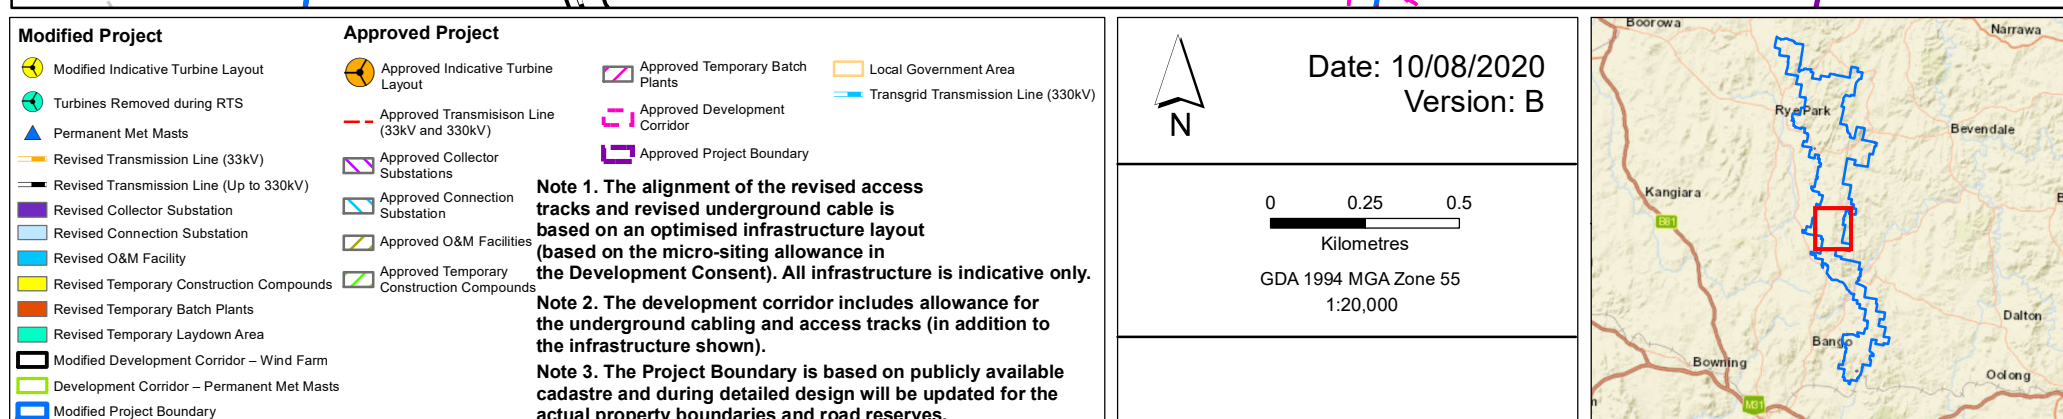 Modified Project
Modified Indicative Turbine Layout
Turbines Removed during RTS
Permanent Met Masts
Revised Transmission Line (33kV)
Revised Transmission Line (Up to 330kV)
Revised Collector Substation
Revised Connection Substation
Revised O&M Facility
Revised Temporary Construction Compounds
Revised Temporary Batch Plants
Revised Temporary Laydown Area
Modified Development Corridor – Wind Farm
Development Corridor – Permanent Met Masts
Modified Project Boundary
Approved Project
Approved Indicative Turbine
Layout
Approved Transmisison Line
(33kV and 330kV)
Approved Collector
Substations
Approved Connection
Substation
Approved O&M Facilities
Approved Temporary
Construction Compounds
Approved Temporary Batch
Plants
Approved Development
Corridor
Approved Project Boundary
Local Government Area
Transgrid Transmission Line (330kV)
Note 1. The alignment of the revised access
tracks and revised underground cable is
based on an optimised infrastructure layout
(based on the micro-siting allowance in
the Development Consent). All infrastructure is indicative only.
Note 2. The development corridor includes allowance for
the underground cabling and access tracks (in addition to
the infrastructure shown).
Note 3. The Project Boundary is based on publicly available
cadastre and during detailed design will be updated for the
actual property boundaries and road reserves.
N
Date: 10/08/2020
Version: B
0 0.25 0.5
Kilometres
GDA 1994 MGA Zone 55
1:20,000
Boorowa
Narrawa
Rye Park
Bevendale
Kangiara
B81
Dalton
Bango
Bowning
Oolong
M31